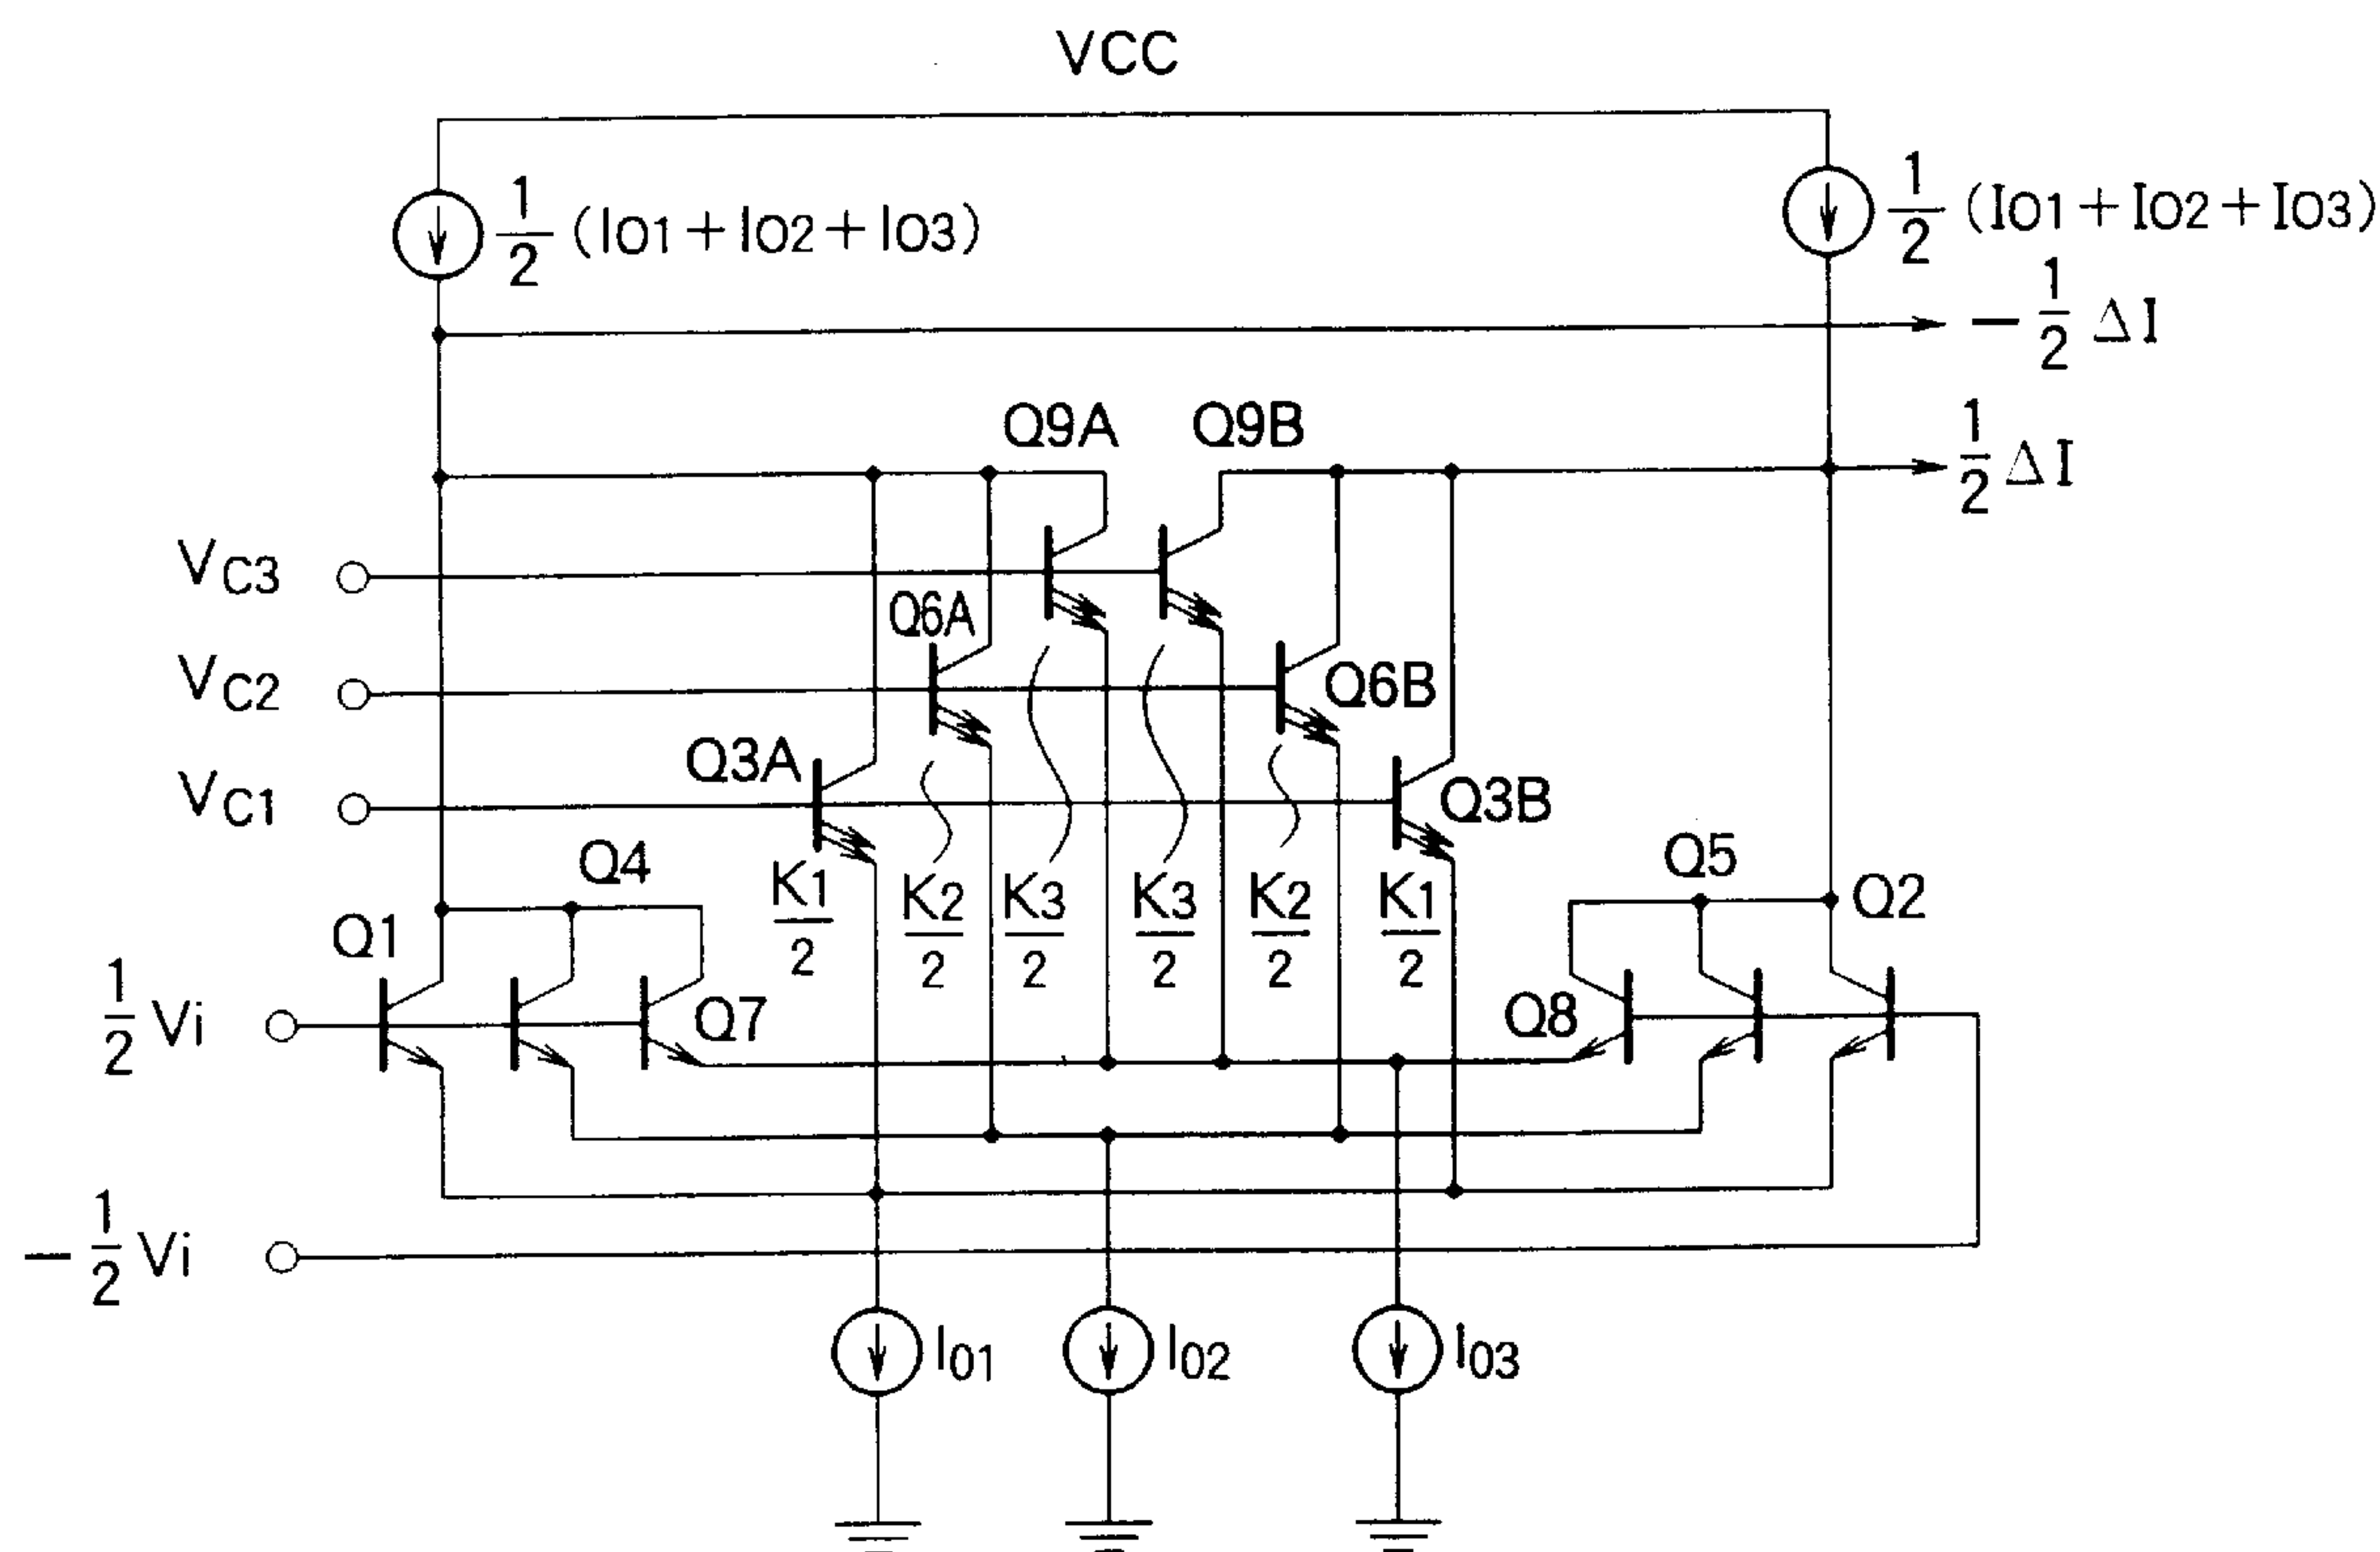 VCC
1/2 (IO1 + IO2 + IO3)
1/2 (IO1 + IO2 + IO3)
− 1/2 ΔI
1/2 ΔI
Q9A
Q9B
VC3
Q6A
VC2
Q6B
Q3A
VC1
Q3B
Q4
Q5
Q1
Q2
K1/2
K2/2
K3/2
K3/2
K2/2
K1/2
1/2 Vi
Q7
Q8
− 1/2 Vi
I01
I02
I03